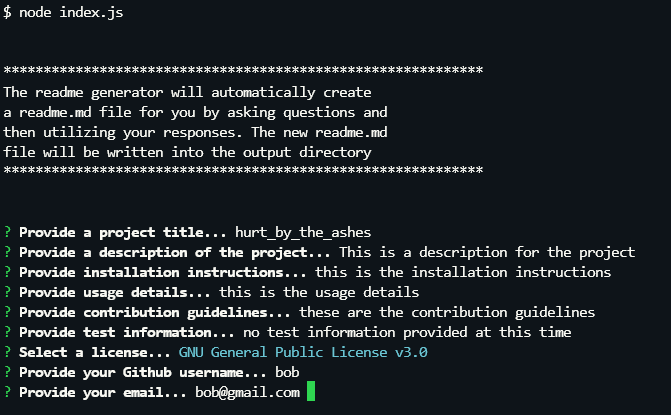 $ node index.js
************************************************************
The readme generator will automatically create
a readme.md file for you by asking questions and
then utilizing your responses. The new readme.md
file will be written into the output directory
************************************************************
? Provide a project title... hurt_by_the_ashes
? Provide a description of the project... This is a description for the project
? Provide installation instructions... this is the installation instructions
? Provide usage details... this is the usage details
? Provide contribution guidelines... these are the contribution guidelines
? Provide test information... no test information provided at this time
? Select a license... GNU General Public License v3.0
? Provide your Github username... bob
? Provide your email... bob@gmail.com